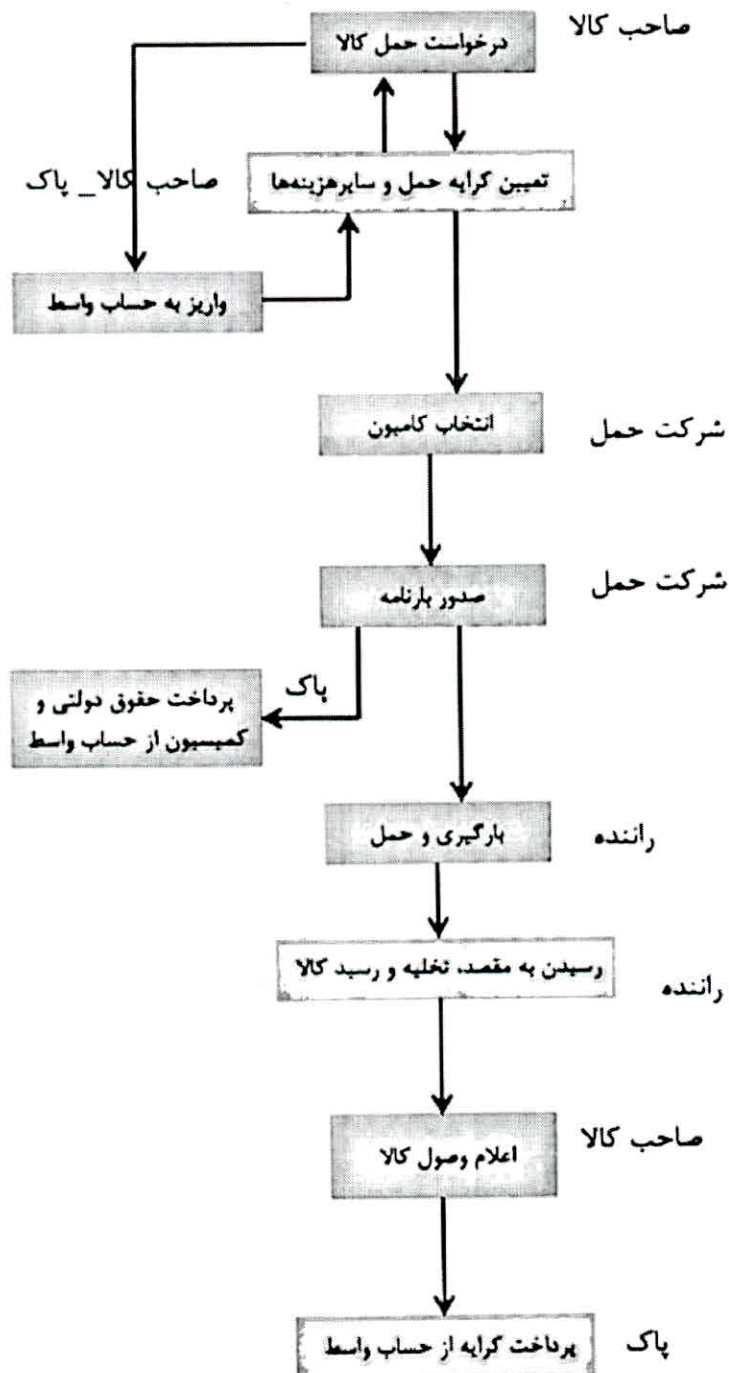 صاحب کالا
درخواست حمل کالا
تعیین کرایه حمل و سایرهزینه‌ها
صاحب کالا_ پاک
واریز به حساب واسط
شرکت حمل
انتخاب کامیون
شرکت حمل
صدور بارنامه
پاک
پرداخت حقوق دولتی و
کمیسیون از حساب واسط
راننده
بارگیری و حمل
راننده
رسیدن به مقصد، تخلیه و رسید کالا
صاحب کالا
اعلام وصول کالا
پاک
پرداخت کرایه از حساب واسط